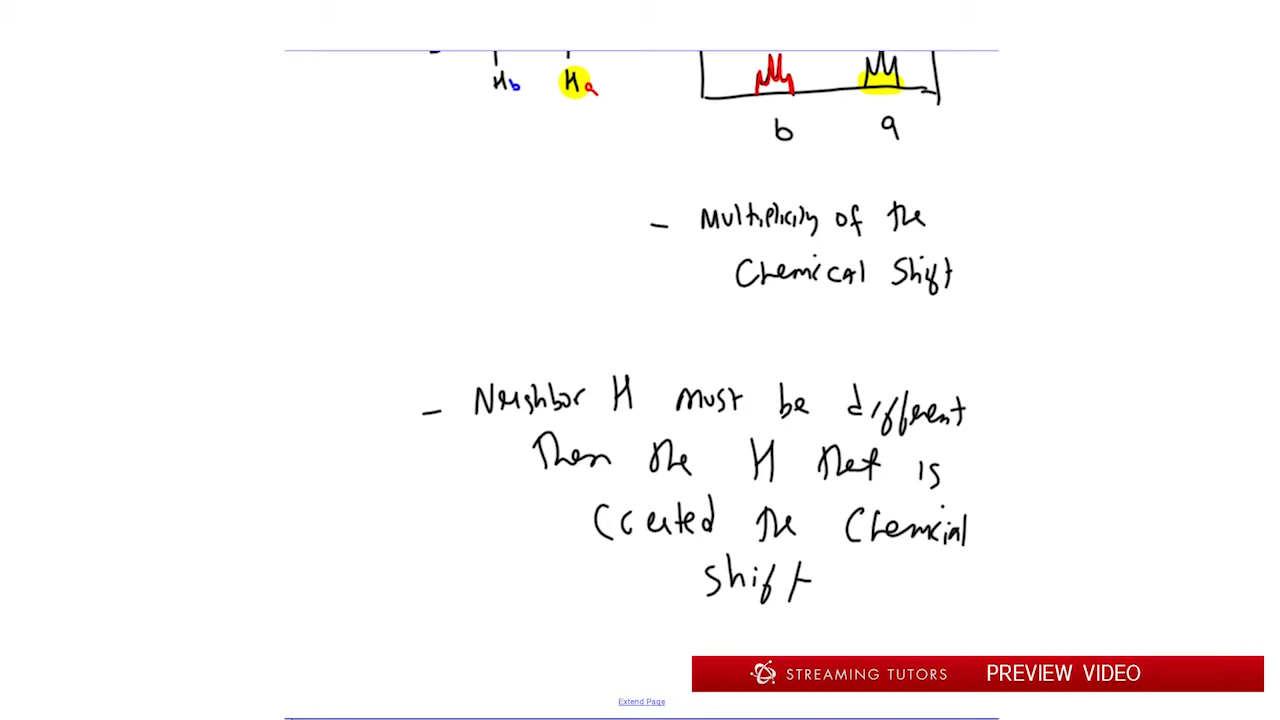 Hb Ha
b a
- Multiplicity of the
Chemical Shift
- Neighbor H must be different
Then the H that is
Created the Chemcial
Shift
STREAMING TUTORS PREVIEW VIDEO
Extend Page